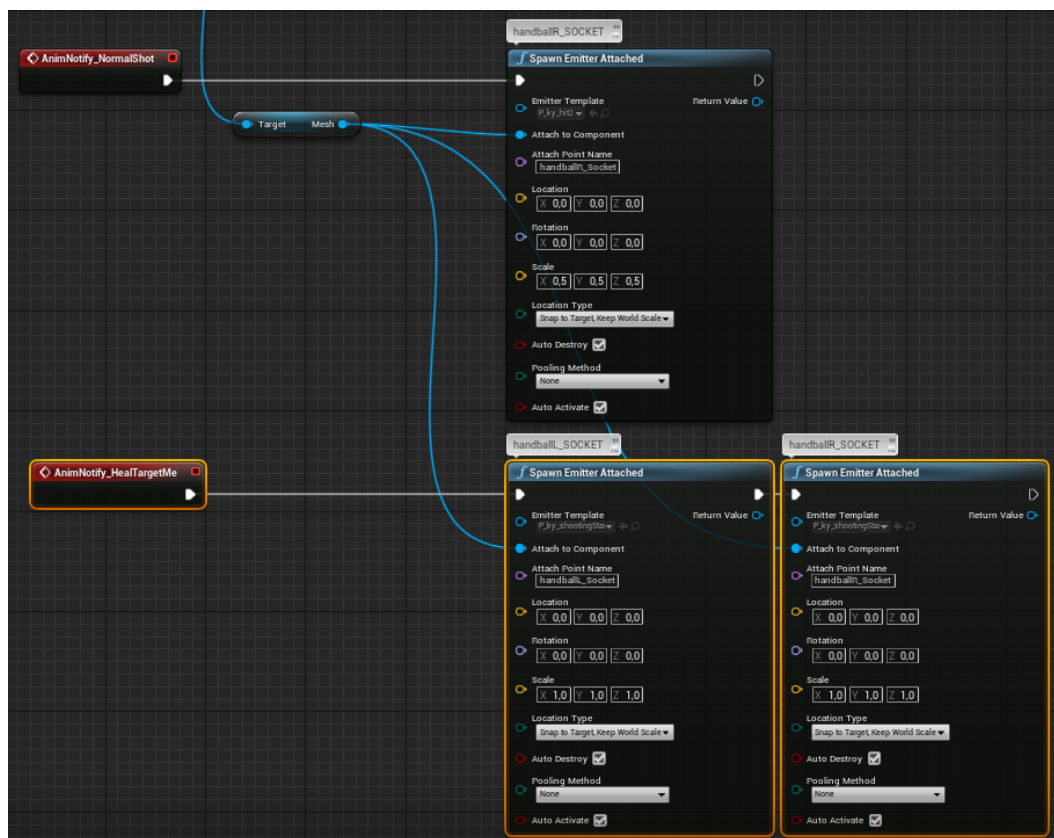 handballR_SOCKET
AnimNotify_NormalShot
Spawn Emitter Attached
Emitter Template
Return Value
P_ky_hit2
Target
Mesh
Attach to Component
Attach Point Name
handballR_Socket
Location
X 0,0 Y 0,0 Z 0,0
Rotation
X 0,0 Y 0,0 Z 0,0
Scale
X 0,5 Y 0,5 Z 0,5
Location Type
Snap to Target, Keep World Scale
Auto Destroy
Pooling Method
None
Auto Activate
AnimNotify_HealTargetMe
handballL_SOCKET
Spawn Emitter Attached
Emitter Template
Return Value
P_ky_shootingStar
Attach to Component
Attach Point Name
handballL_Socket
Location
X 0,0 Y 0,0 Z 0,0
Rotation
X 0,0 Y 0,0 Z 0,0
Scale
X 1,0 Y 1,0 Z 1,0
Location Type
Snap to Target, Keep World Scale
Auto Destroy
Pooling Method
None
Auto Activate
handballR_SOCKET
Spawn Emitter Attached
Emitter Template
Return Value
P_ky_shootingStar
Attach to Component
Attach Point Name
handballR_Socket
Location
X 0,0 Y 0,0 Z 0,0
Rotation
X 0,0 Y 0,0 Z 0,0
Scale
X 1,0 Y 1,0 Z 1,0
Location Type
Snap to Target, Keep World Scale
Auto Destroy
Pooling Method
None
Auto Activate